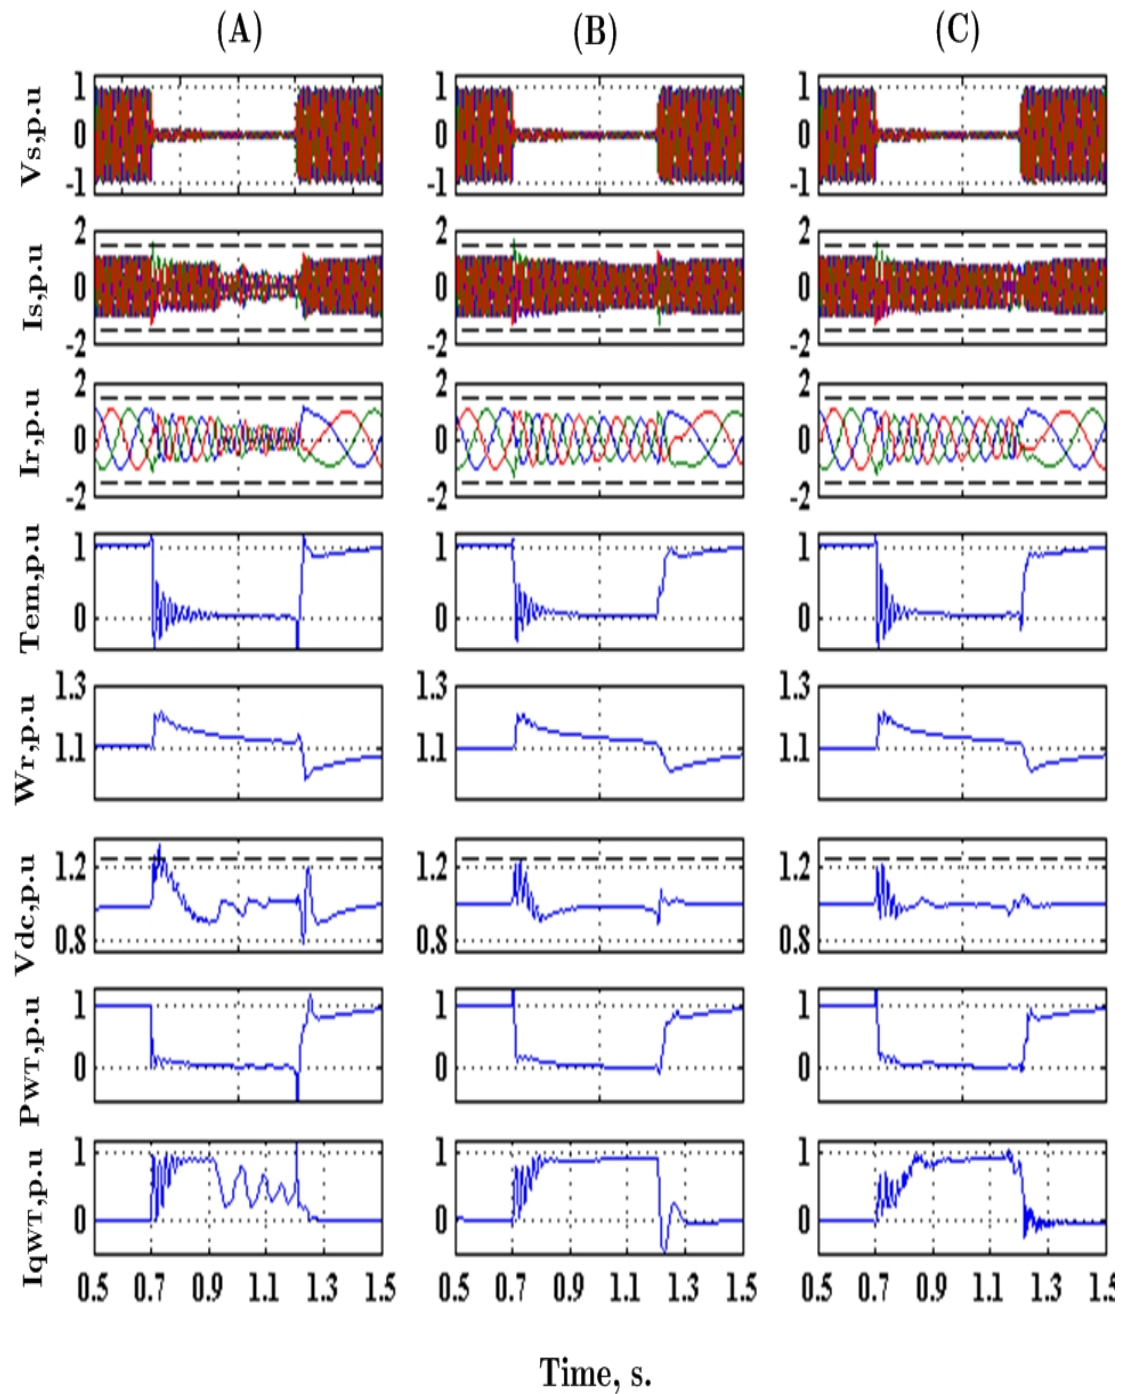 (A) (B) (C)
Vs,p.u
1 1 1
0 0 0
-1 -1 -1
Is,p.u
2 2 2
0 0 0
-2 -2 -2
Ir,p.u
2 2 2
0 0 0
-2 -2 -2
Tem,p.u
1 1 1
0 0 0
Wr,p.u
1.3 1.3 1.3
1.1 1.1 1.1
Vdc,p.u
1.2 1.2 1.2
0.8 0.8 0.8
PWT,p.u
1 1 1
0 0 0
IqWT,p.u
1 1 1
0 0 0
0.5 0.7 0.9 1.1 1.3 1.5 0.5 0.7 0.9 1.1 1.3 1.5 0.5 0.7 0.9 1.1 1.3 1.5
Time, s.